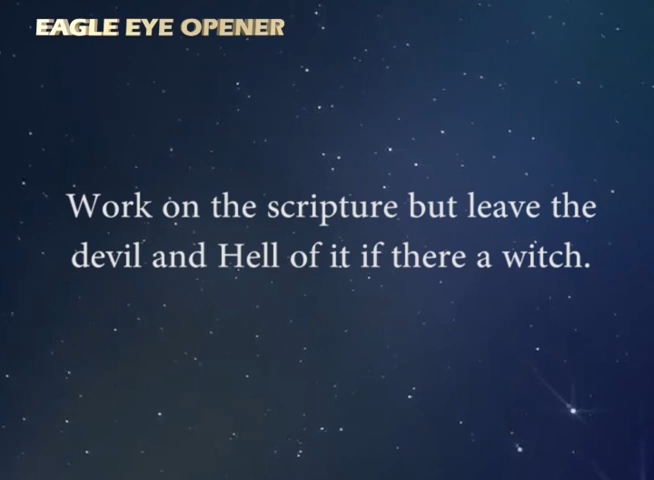 EAGLE EYE OPENER
Work on the scripture but leave the
devil and Hell of it if there a witch.